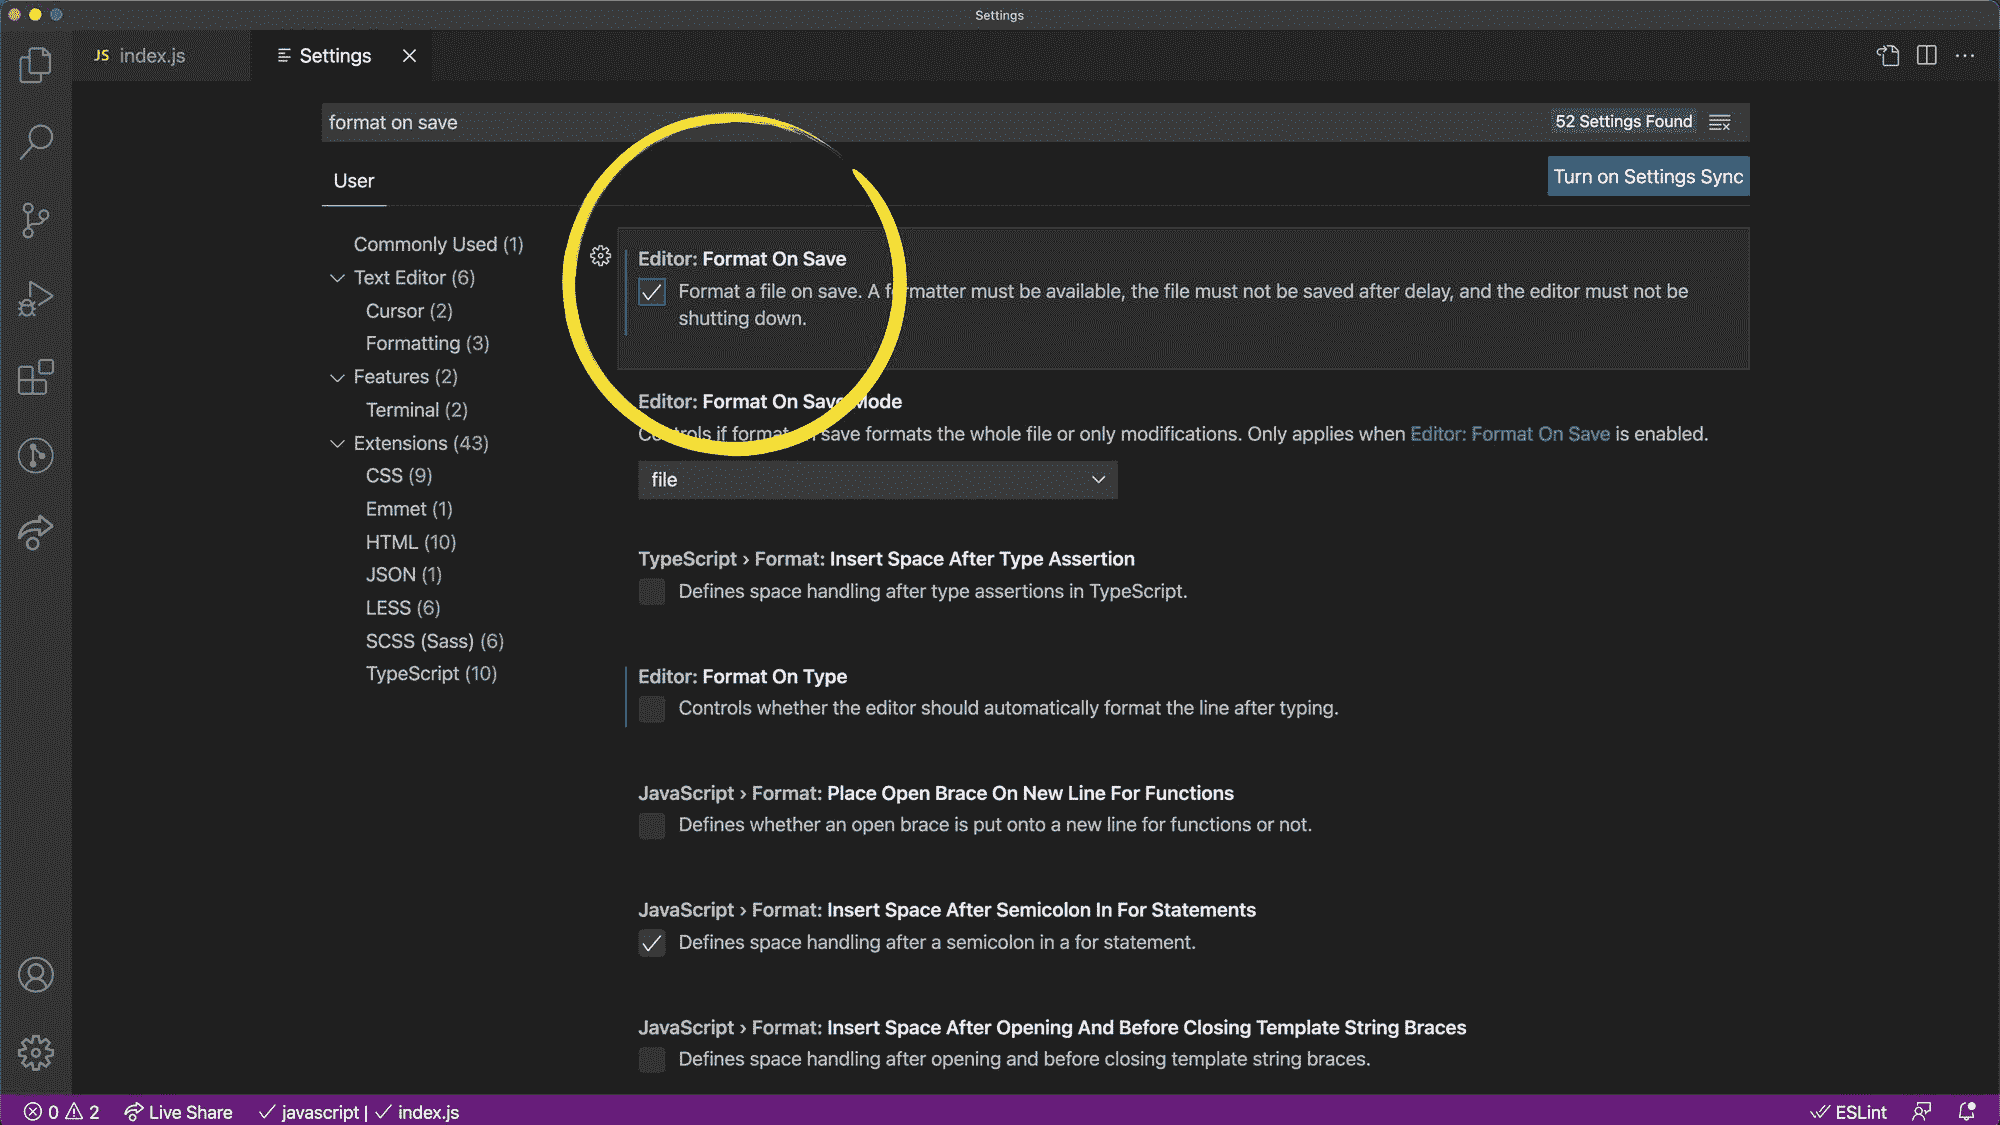 Settings
JS index.js
Settings
format on save
52 Settings Found
User
Turn on Settings Sync
Commonly Used (1)
Text Editor (6)
Cursor (2)
Formatting (3)
Features (2)
Terminal (2)
Extensions (43)
CSS (9)
Emmet (1)
HTML (10)
JSON (1)
LESS (6)
SCSS (Sass) (6)
TypeScript (10)
Editor: Format On Save
Format a file on save. A formatter must be available, the file must not be saved after delay, and the editor must not be
shutting down.
Editor: Format On Save Mode
Controls if format on save formats the whole file or only modifications. Only applies when Editor: Format On Save is enabled.
file
TypeScript › Format: Insert Space After Type Assertion
Defines space handling after type assertions in TypeScript.
Editor: Format On Type
Controls whether the editor should automatically format the line after typing.
JavaScript › Format: Place Open Brace On New Line For Functions
Defines whether an open brace is put onto a new line for functions or not.
JavaScript › Format: Insert Space After Semicolon In For Statements
Defines space handling after a semicolon in a for statement.
JavaScript › Format: Insert Space After Opening And Before Closing Template String Braces
Defines space handling after opening and before closing template string braces.
0 2 Live Share javascript | index.js
ESLint